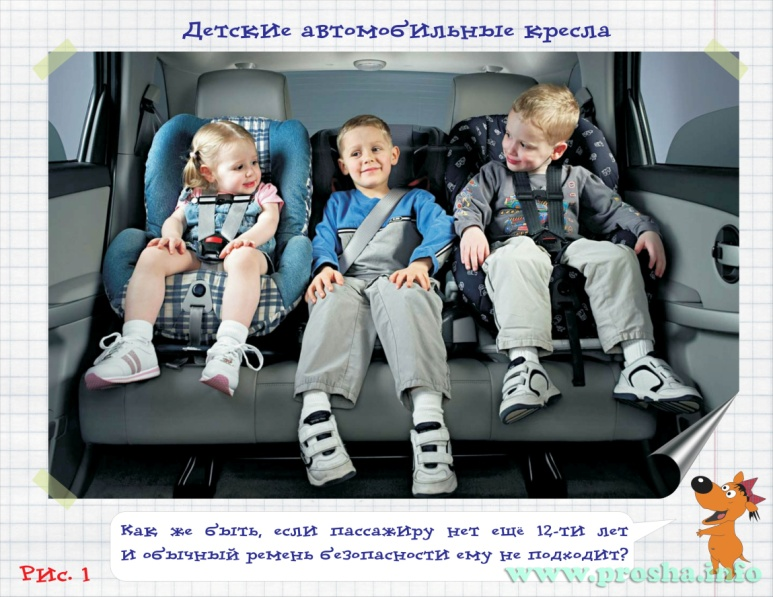 Детские автомобильные кресла
Как же быть, если пассажиру нет ещё 12-ти лет
и обычный ремень безопасности ему не подходит?
Рис. 1
www.prosha.info